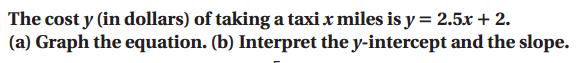 The cost y (in dollars) of taking a taxi x miles is y = 2.5x + 2.
(a) Graph the equation. (b) Interpret the y-intercept and the slope.